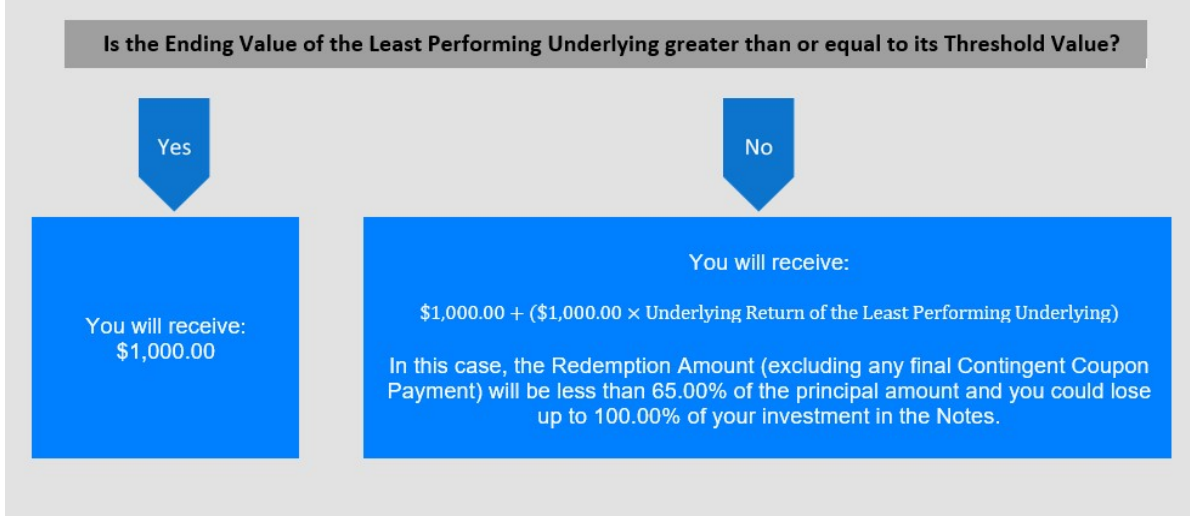 Is the Ending Value of the Least Performing Underlying greater than or equal to its Threshold Value?
Yes
No
You will receive:
$1,000.00
You will receive:
$1,000.00 + ($1,000.00 × Underlying Return of the Least Performing Underlying)
In this case, the Redemption Amount (excluding any final Contingent Coupon
Payment) will be less than 65.00% of the principal amount and you could lose
up to 100.00% of your investment in the Notes.